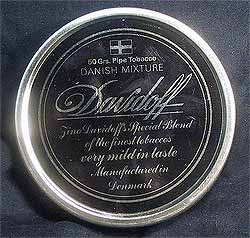 50 Grs. Pipe Tobacco
DANISH MIXTURE
Davidoff
Zino Davidoff's Special Blend
of the finest tobaccos
very mild in taste
Manufactured in
Denmark